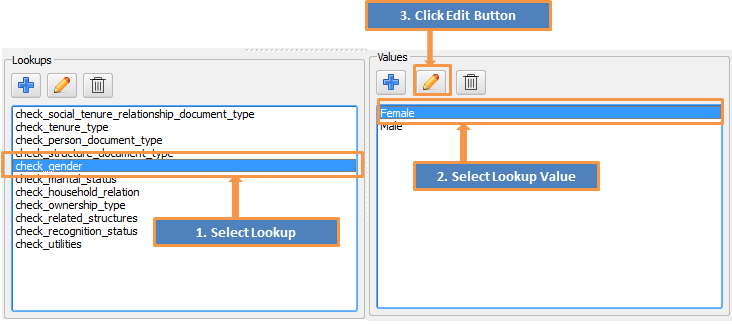 3. Click Edit Button
Lookups
Values
check_social_tenure_relationship_document_type
check_tenure_type
check_person_document_type
check_structure_document_type
check_gender
check_marital_status
check_household_relation
check_ownership_type
check_related_structures
check_recognition_status
check_utilities
Female
Male
2. Select Lookup Value
1. Select Lookup